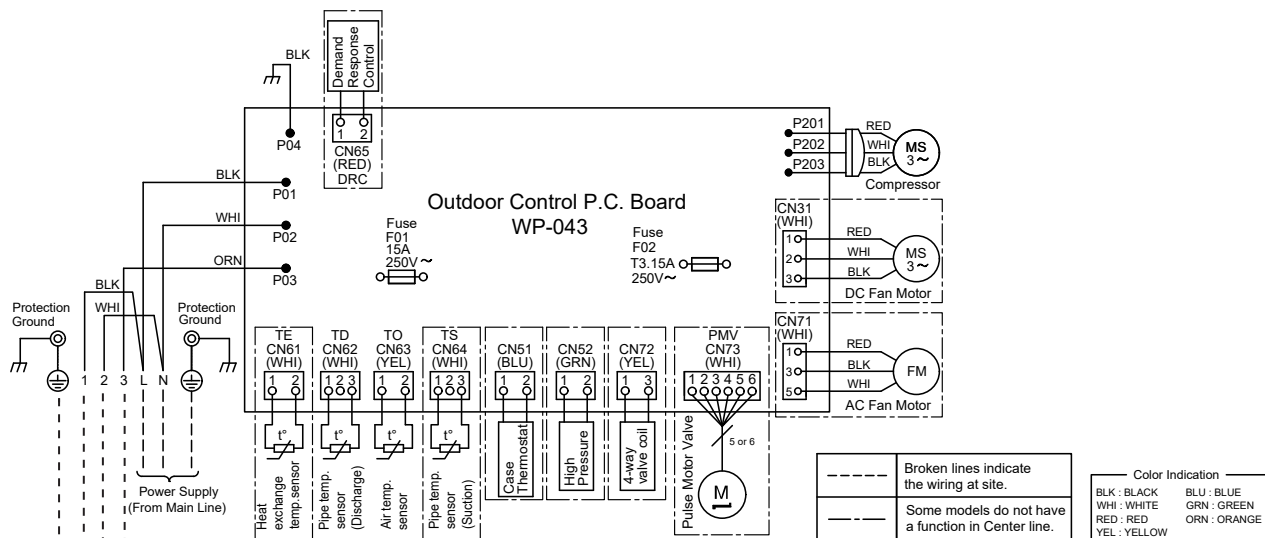 BLK
Demand
Response
Control
1 2
CN65
(RED)
DRC
P04
BLK
P01
WHI
P02
ORN
P03
Outdoor Control P.C. Board
WP-043
Fuse
F01
15A
250V~
Fuse
F02
T3.15A
250V~
P201
P202
P203
RED
WHI
BLK
MS
3~
Compressor
CN31
(WHI)
1
2
3
RED
WHI
BLK
MS
3~
DC Fan Motor
CN71
(WHI)
1
3
5
RED
BLK
WHI
FM
AC Fan Motor
BLK
WHI
Protection
Ground
Protection
Ground
1 2 3 L N
Power Supply
(From Main Line)
TE
CN61
(WHI)
1 2
t°
Heat
exchange
temp.sensor
TD
CN62
(WHI)
1 2 3
t°
Pipe temp.
sensor
(Discharge)
TO
CN63
(YEL)
1 2
t°
Air temp.
sensor
TS
CN64
(WHI)
1 2 3
t°
Pipe temp.
sensor
(Suction)
CN51
(BLU)
1 2
Case
Thermostat
CN52
(GRN)
1 2
High
Pressure
CN72
(YEL)
1 3
4-way
valve coil
PMV
CN73
(WHI)
1 2 3 4 5 6
5 or 6
Pulse Motor Valve
M
Broken lines indicate
the wiring at site.
Some models do not have
a function in Center line.
Color Indication
BLK : BLACK BLU : BLUE
WHI : WHITE GRN : GREEN
RED : RED ORN : ORANGE
YEL : YELLOW